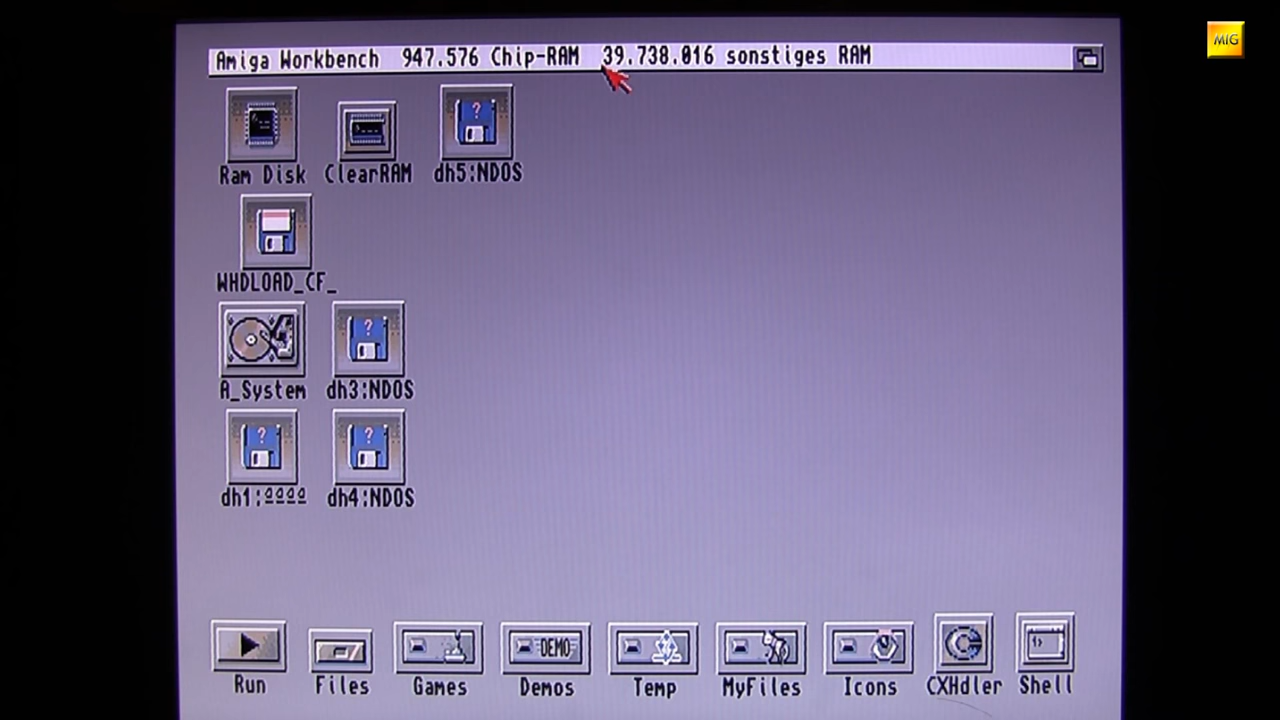 MIG
Amiga Workbench 947.576 Chip-RAM 39.738.016 sonstiges RAM
Ram Disk ClearRAM dh5:NDOS
WHDLOAD_CF_
A_System dh3:NDOS
dh1: dh4:NDOS
DEMO
Run Files Games Demos Temp MyFiles Icons CXHdler Shell